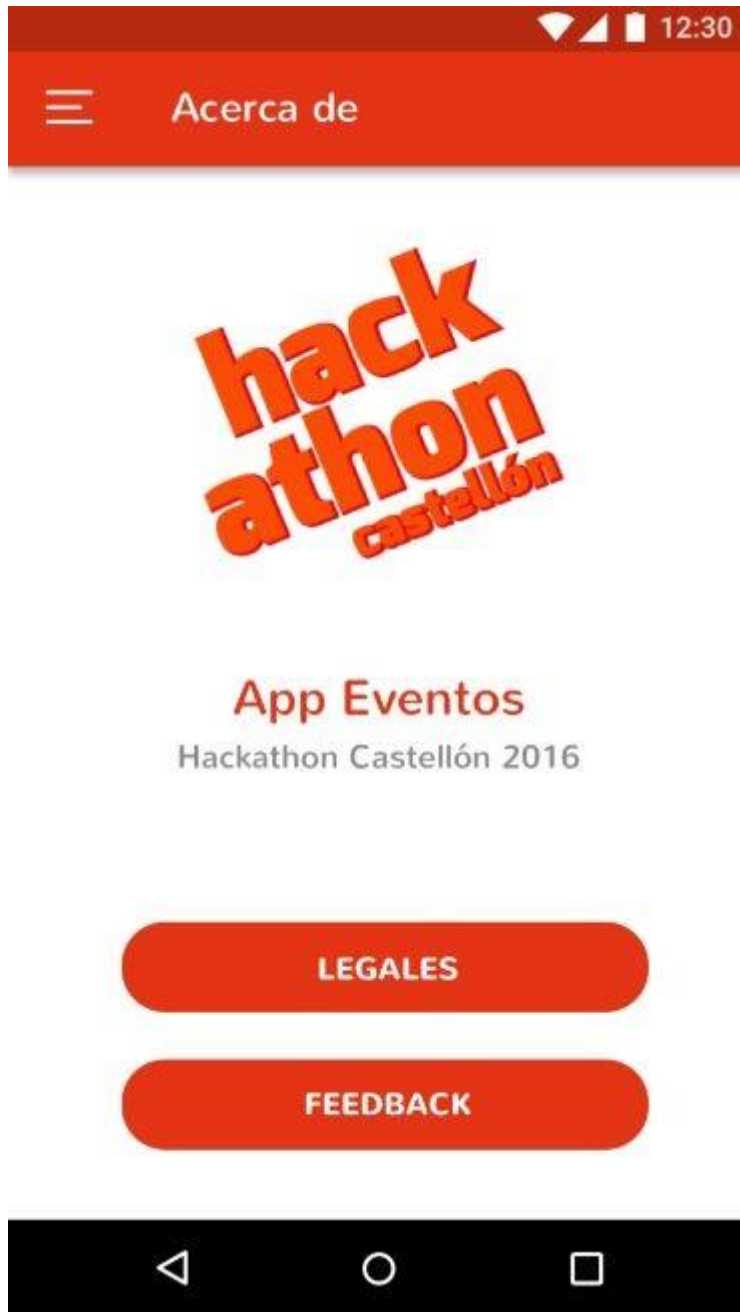 12:30
Acerca de
hack
athon
castellón
App Eventos
Hackathon Castellón 2016
LEGALES
FEEDBACK